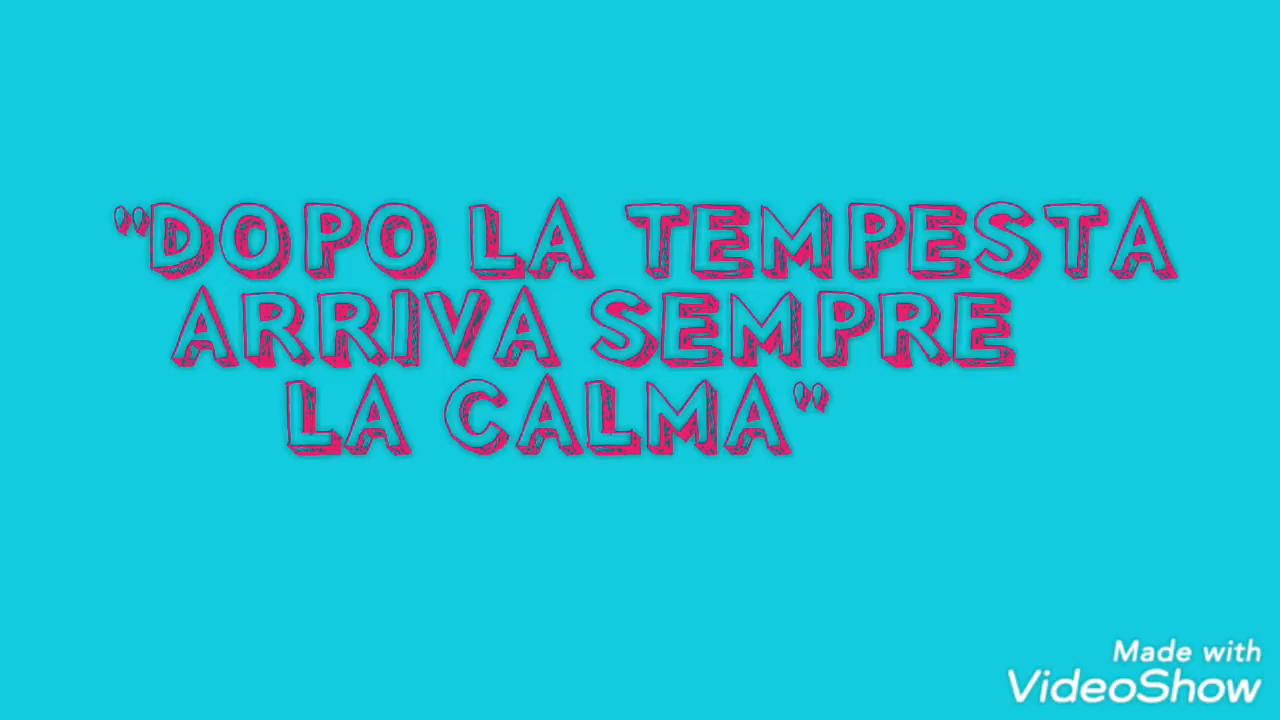 "DOPO LA TEMPESTA
ARRIVA SEMPRE
LA CALMA"
Made with
VideoShow